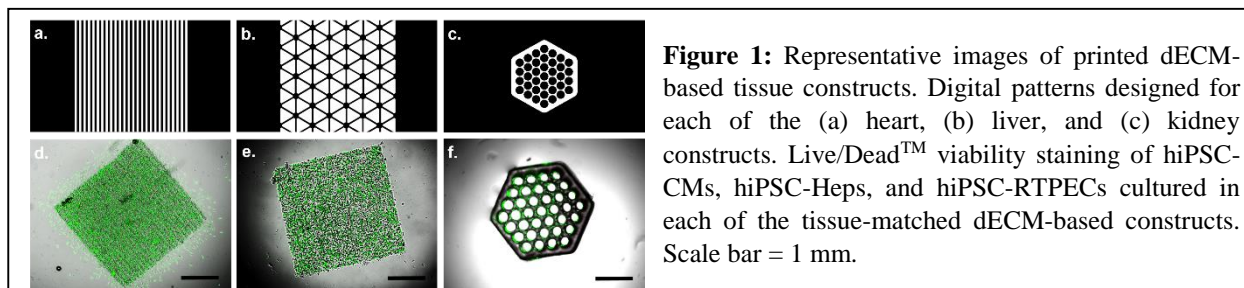 a.
b.
c.
d.
e.
f.
Figure 1: Representative images of printed dECM-
based tissue constructs. Digital patterns designed for
each of the (a) heart, (b) liver, and (c) kidney
constructs. Live/Dead™ viability staining of hiPSC-
CMs, hiPSC-Heps, and hiPSC-RTPECs cultured in
each of the tissue-matched dECM-based constructs.
Scale bar = 1 mm.